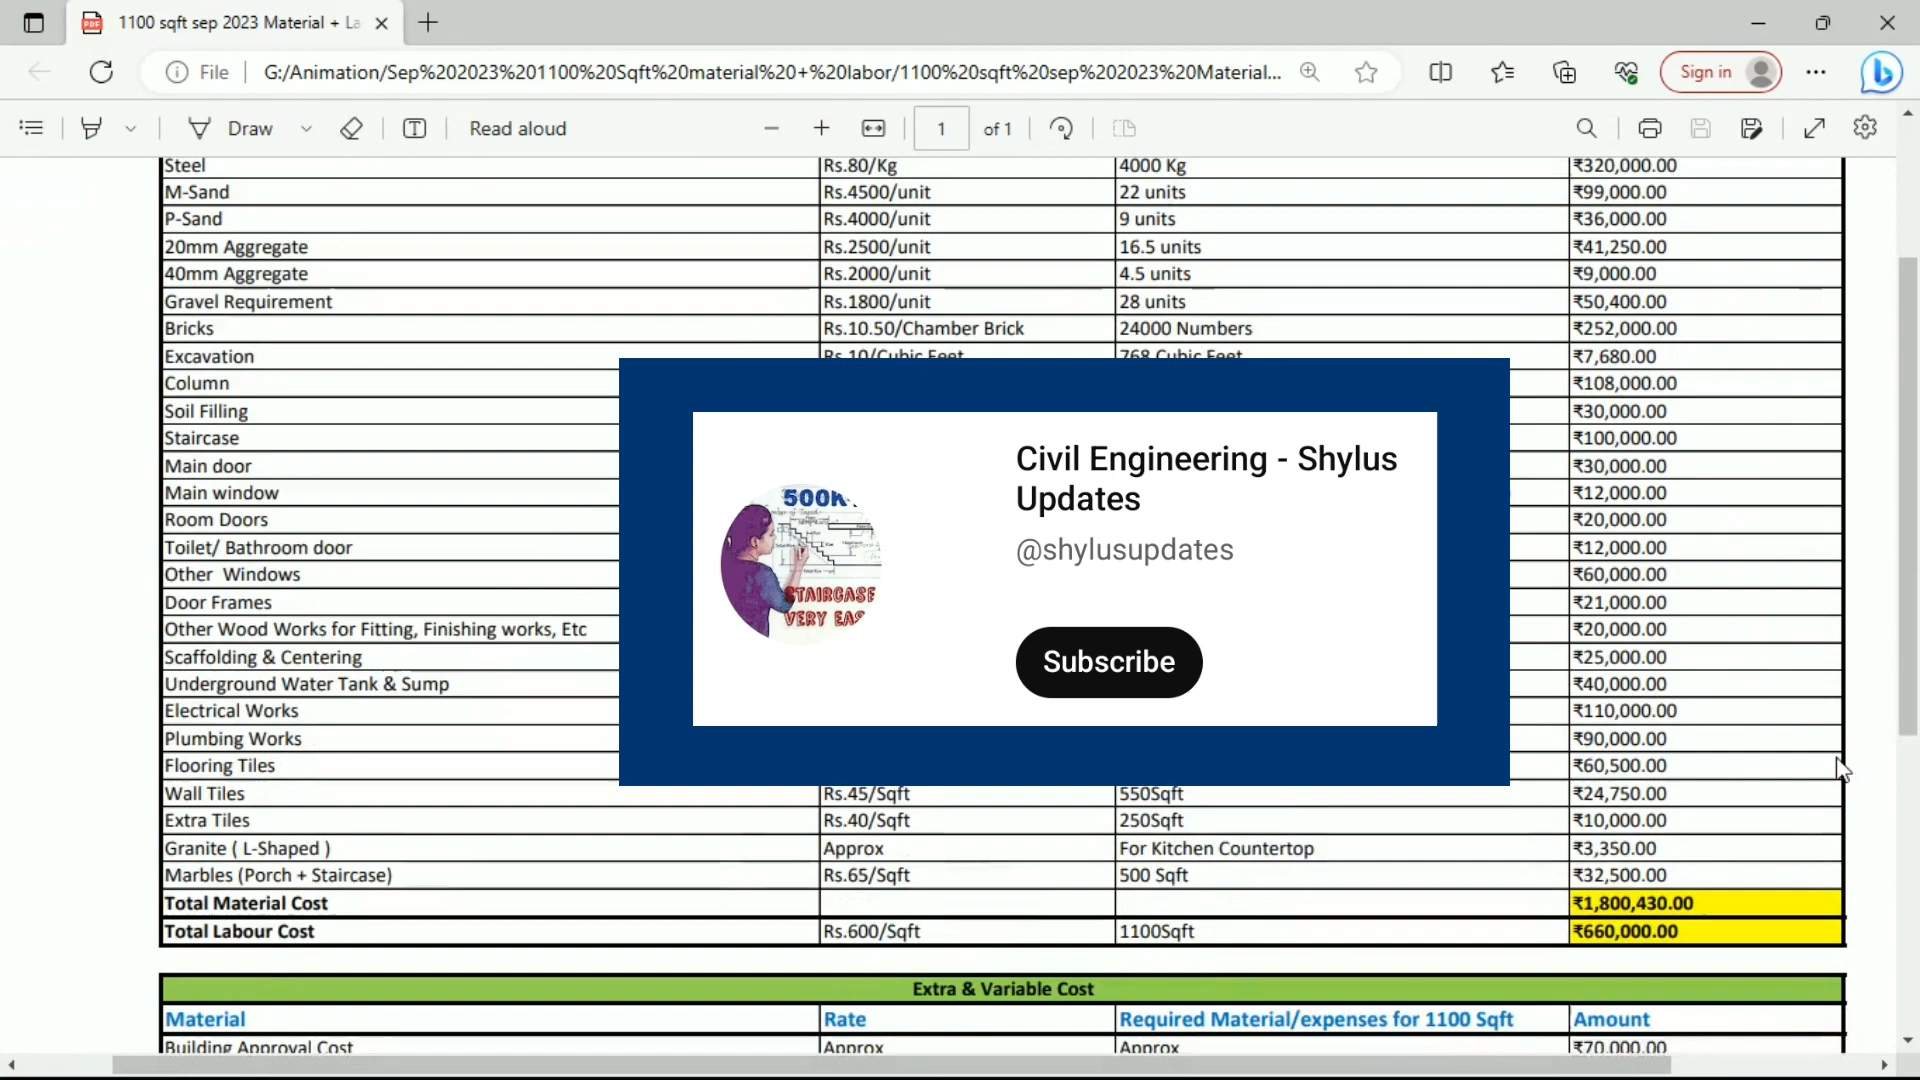 1100 sqft sep 2023 Material + La
File
G:/Animation/Sep%202023%201100%20Sqft%20material%20+%20labor/1100%20sqft%20sep%202023%20Material...
Sign in
Draw
Read aloud
1 of 1
Steel Rs.80/Kg 4000 Kg ₹320,000.00
M-Sand Rs.4500/unit 22 units ₹99,000.00
P-Sand Rs.4000/unit 9 units ₹36,000.00
20mm Aggregate Rs.2500/unit 16.5 units ₹41,250.00
40mm Aggregate Rs.2000/unit 4.5 units ₹9,000.00
Gravel Requirement Rs.1800/unit 28 units ₹50,400.00
Bricks Rs.10.50/Chamber Brick 24000 Numbers ₹252,000.00
Excavation Rs.10/Cubic Feet 768 Cubic Feet ₹7,680.00
Column ₹108,000.00
Soil Filling ₹30,000.00
Staircase ₹100,000.00
Main door ₹30,000.00
Main window ₹12,000.00
Room Doors ₹20,000.00
Toilet/ Bathroom door ₹12,000.00
Other Windows ₹60,000.00
Door Frames ₹21,000.00
Other Wood Works for Fitting, Finishing works, Etc ₹20,000.00
Scaffolding & Centering ₹25,000.00
Underground Water Tank & Sump ₹40,000.00
Electrical Works ₹110,000.00
Plumbing Works ₹90,000.00
Flooring Tiles ₹60,500.00
Wall Tiles Rs.45/Sqft 550Sqft ₹24,750.00
Extra Tiles Rs.40/Sqft 250Sqft ₹10,000.00
Granite ( L-Shaped ) Approx For Kitchen Countertop ₹3,350.00
Marbles (Porch + Staircase) Rs.65/Sqft 500 Sqft ₹32,500.00
Total Material Cost ₹1,800,430.00
Total Labour Cost Rs.600/Sqft 1100Sqft ₹660,000.00
Extra & Variable Cost
Material Rate Required Material/expenses for 1100 Sqft Amount
Building Approval Cost Approx Approx ₹70,000.00
Civil Engineering - Shylus
Updates
@shylusupdates
Subscribe
500K
STAIRCASE
VERY EAS